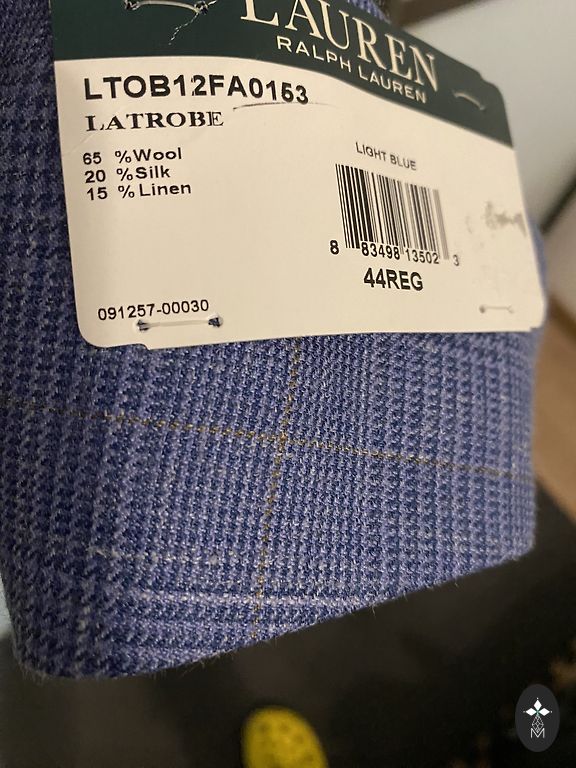 LAUREN
RALPH LAUREN
LTOB12FA0153
LATROBE
65 %Wool
20 %Silk
15 %Linen
LIGHT BLUE
8 83498 13502 3
44REG
091257-00030
M